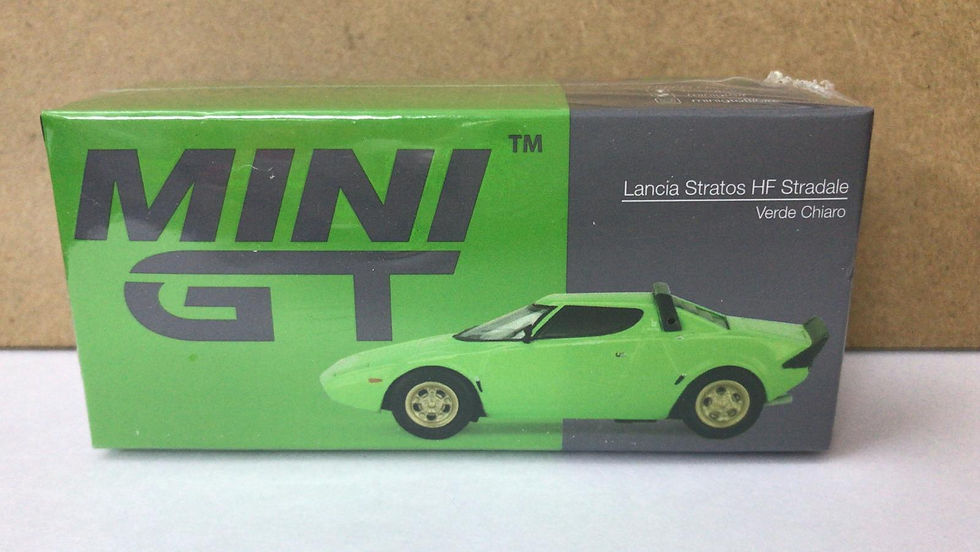 MINI
GT
TM
Lancia Stratos HF Stradale
Verde Chiaro